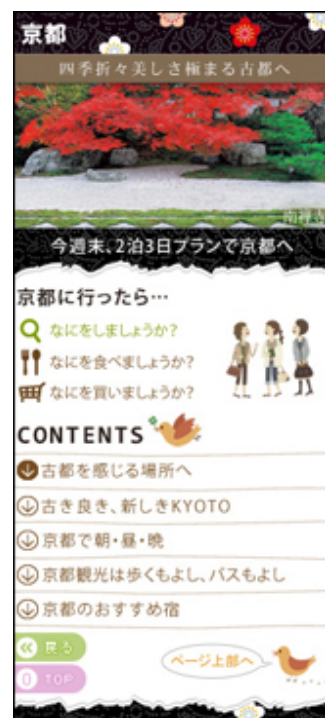 京都
四季折々美しさ極まる古都へ
今週末、2泊3日プランで京都へ
京都に行ったら…
なにをしましょうか?
なにを食べましょうか?
なにを買いましょうか?
CONTENTS
古都を感じる場所へ
古き良き、新しきKYOTO
京都で朝・昼・晩
京都観光は歩くもよし、バスもよし
京都のおすすめ宿
戻る
ページ上部へ
0 TOP